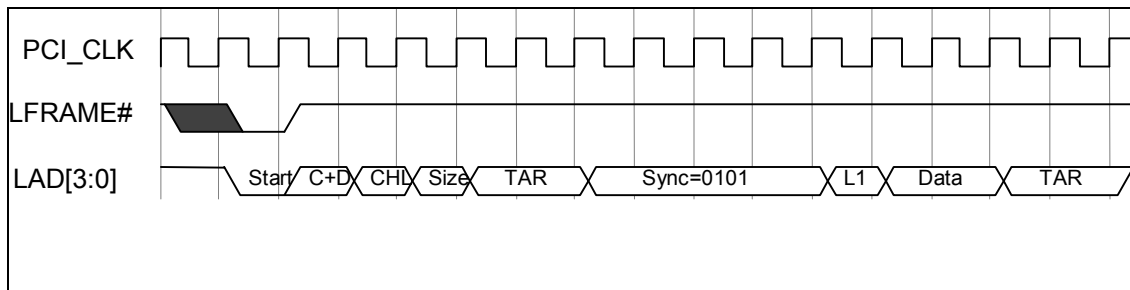 PCI_CLK
LFRAME#
LAD[3:0] Start C+D CHL Size TAR Sync=0101 L1 Data TAR